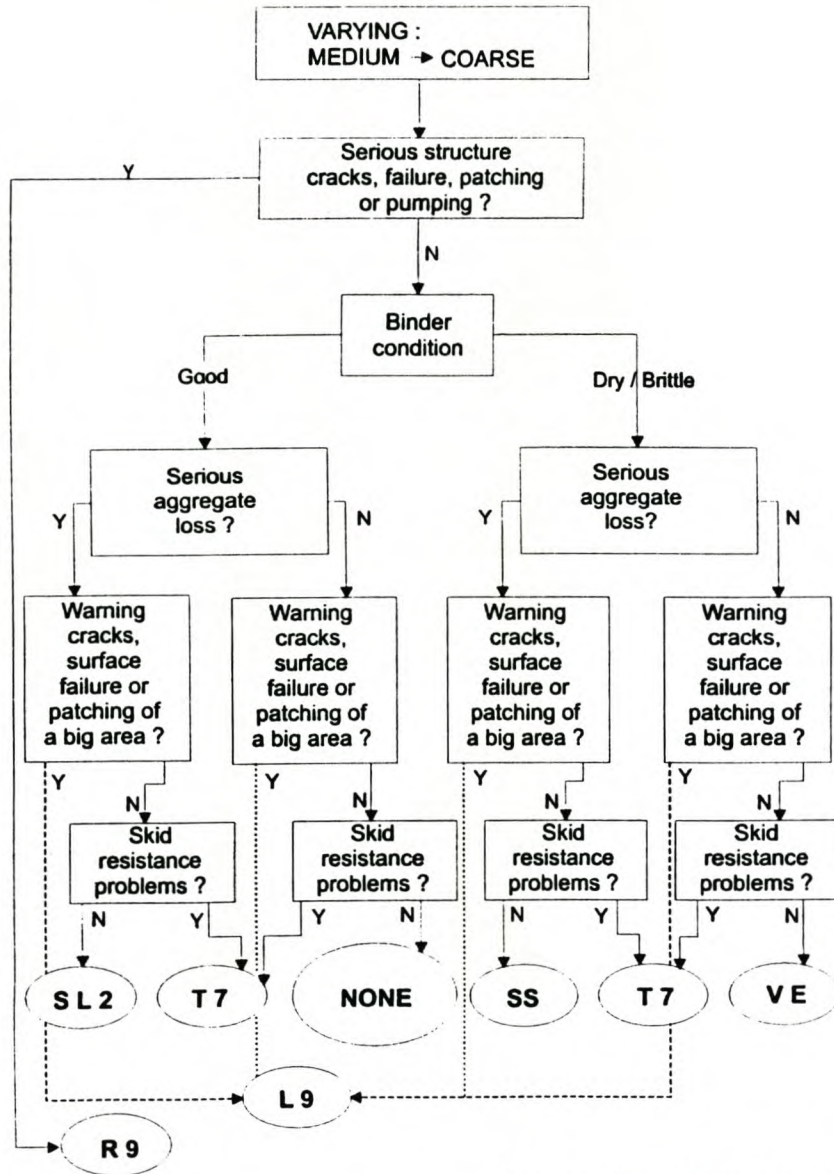 VARYING :
MEDIUM → COARSE
Serious structure
cracks, failure, patching
or pumping ?
Y
N
Binder
condition
Good
Dry / Brittle
Serious
aggregate
loss ?
Y
N
Serious
aggregate
loss?
Y
N
Warning
cracks,
surface
failure or
patching of
a big area ?
Warning
cracks,
surface
failure or
patching of
a big area ?
Warning
cracks,
surface
failure or
patching of
a big area ?
Warning
cracks,
surface
failure or
patching of
a big area ?
Y
N
Y
N
Y
N
Y
N
Skid
resistance
problems ?
Skid
resistance
problems ?
Skid
resistance
problems ?
Skid
resistance
problems ?
N
Y
Y
N
N
Y
Y
N
S L 2
T 7
NONE
SS
T 7
V E
L 9
R 9